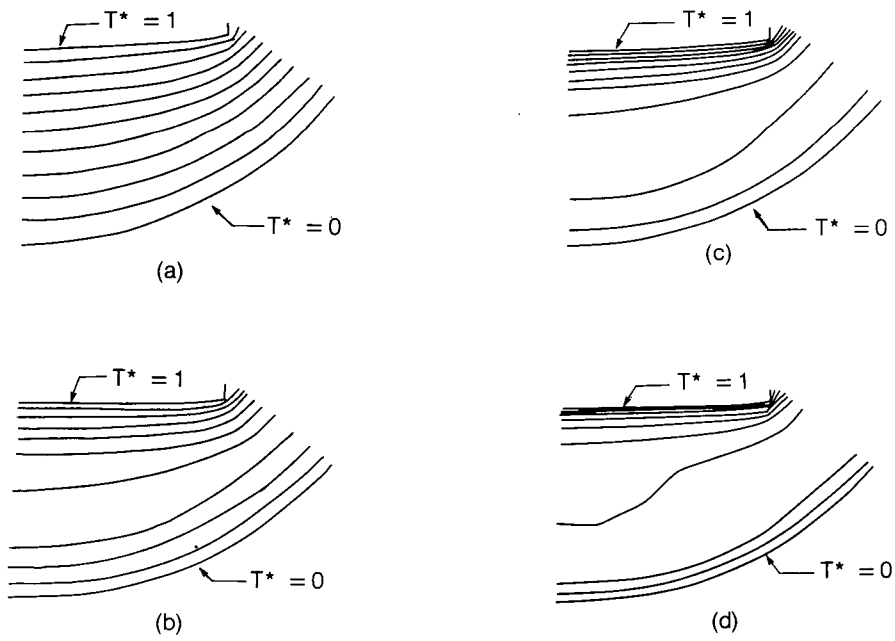 T* = 1
T* = 0
(a)
T* = 1
T* = 0
(c)
T* = 1
T* = 0
(b)
T* = 1
T* = 0
(d)